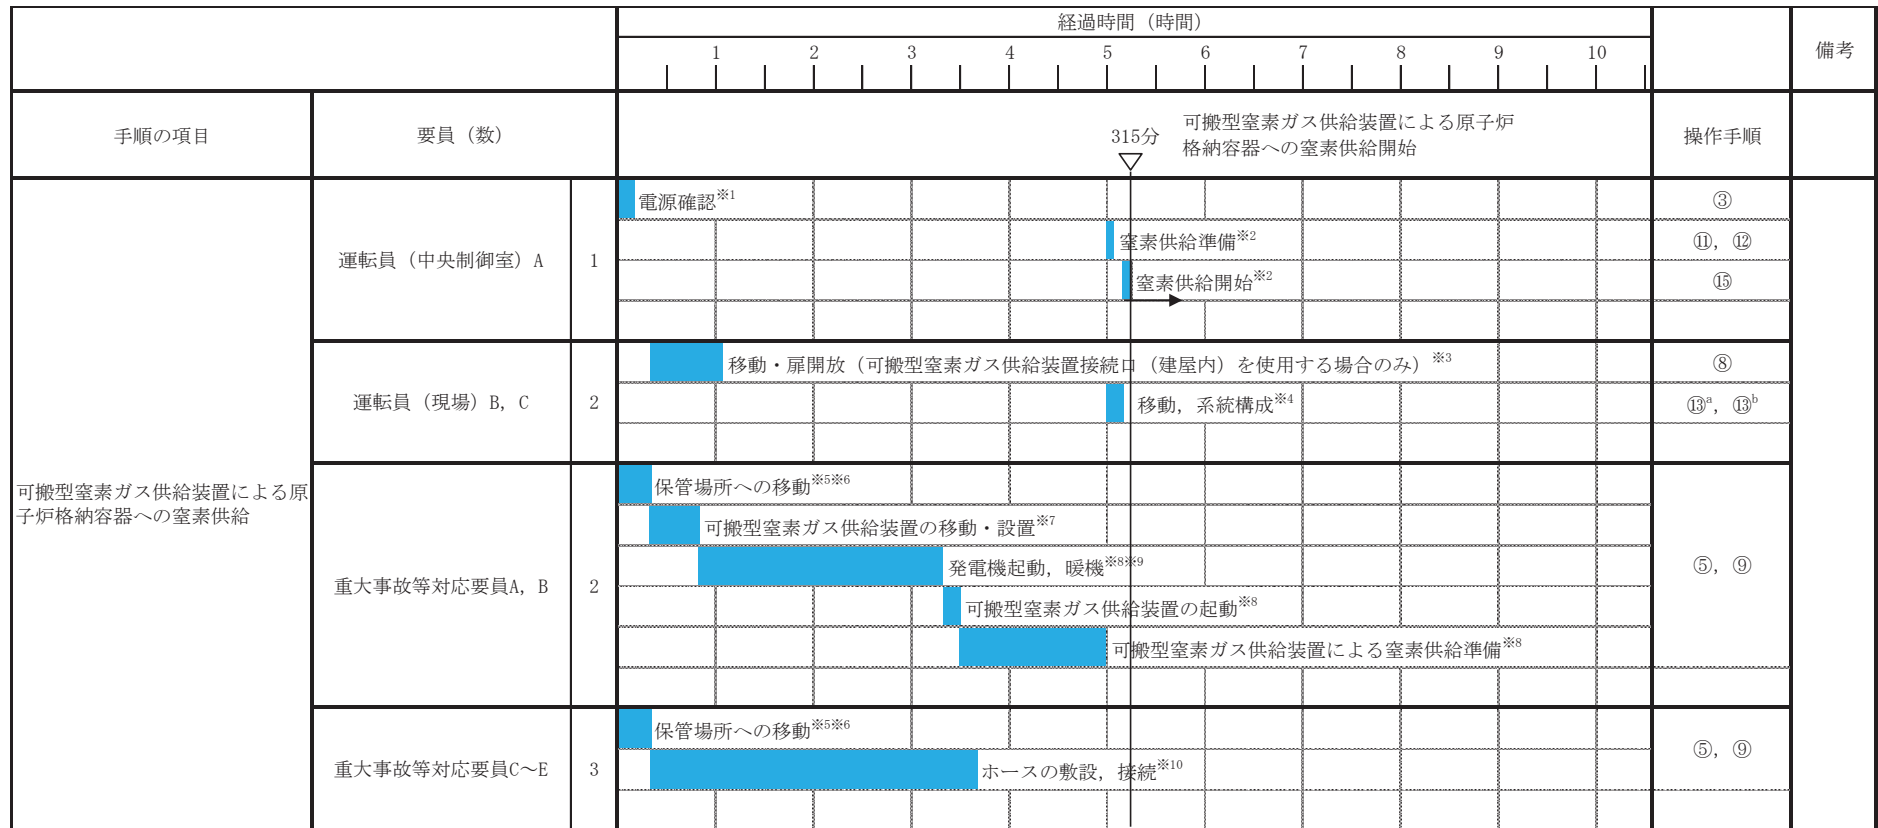 経過時間（時間）
1 2 3 4 5 6 7 8 9 10
備考
手順の項目
要員（数）
315分
可搬型窒素ガス供給装置による原子炉
格納容器への窒素供給開始
操作手順
可搬型窒素ガス供給装置による原
子炉格納容器への窒素供給
運転員（中央制御室）A
1
電源確認※1
③
窒素供給準備※2
⑪，⑫
窒素供給開始※2
⑮
運転員（現場）B，C
2
移動・扉開放（可搬型窒素ガス供給装置接続口（建屋内）を使用する場合のみ）※3
⑧
移動，系統構成※4
⑬a，⑬b
重大事故等対応要員A，B
2
保管場所への移動※5※6
可搬型窒素ガス供給装置の移動・設置※7
発電機起動，暖機※8※9
可搬型窒素ガス供給装置の起動※8
可搬型窒素ガス供給装置による窒素供給準備※8
⑤，⑨
重大事故等対応要員C～E
3
保管場所への移動※5※6
ホースの敷設，接続※10
⑤，⑨